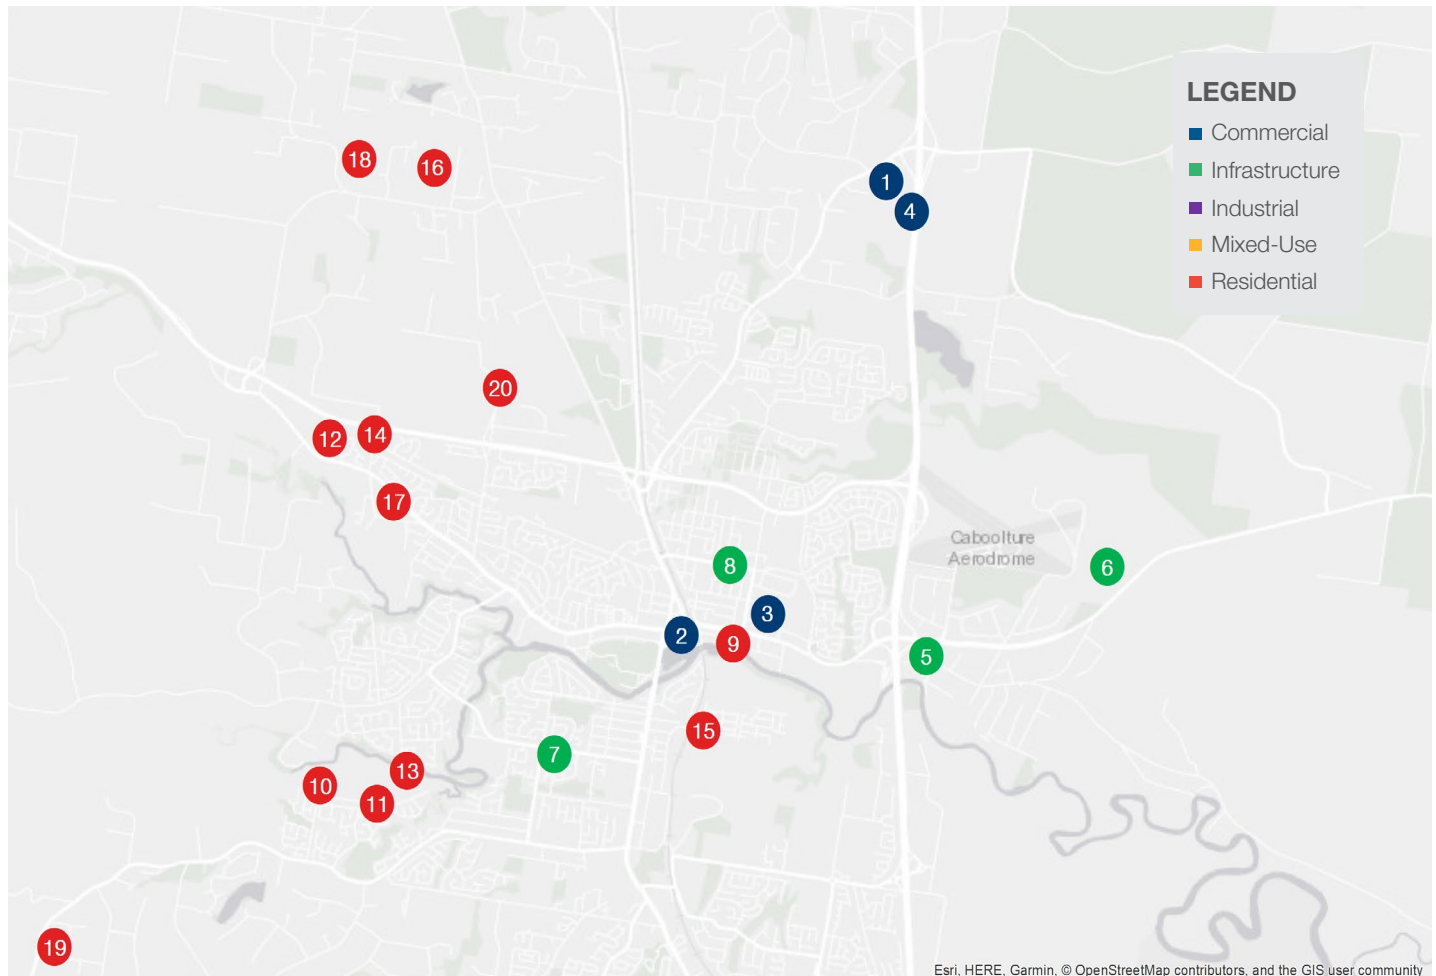 LEGEND
Commercial
Infrastructure
Industrial
Mixed-Use
Residential
18
16
1
4
20
12
14
17
Caboolture
Aerodrome
8
6
3
2
9
5
15
7
13
10
11
19
Esri, HERE, Garmin, © OpenStreetMap contributors, and the GIS user community